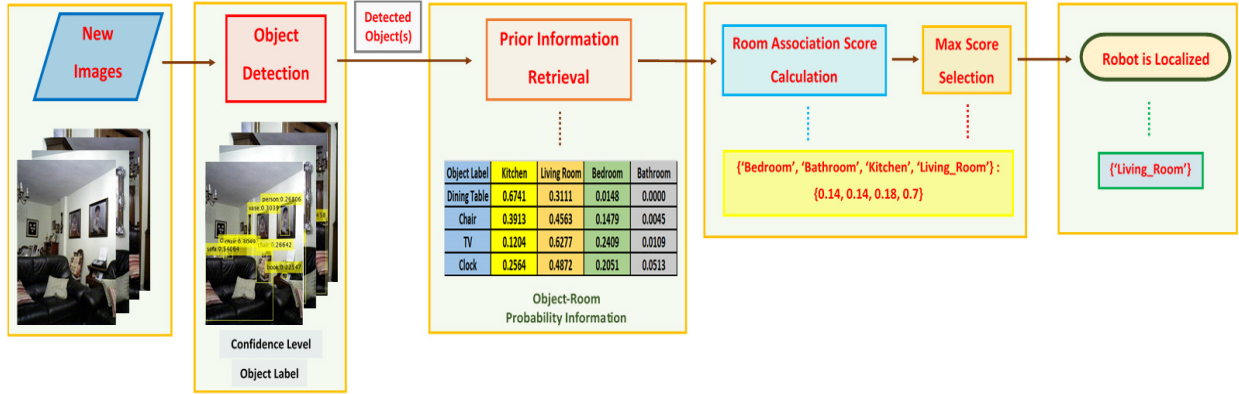 New
Images
Object
Detection
Detected
Object(s)
Prior Information
Retrieval
Room Association Score
Calculation
Max Score
Selection
Robot is Localized
person:0.26806
Object Label Kitchen Living Room Bedroom Bathroom
Dining Table 0.6741 0.3111 0.0148 0.0000
Chair 0.3913 0.4563 0.1479 0.0045
TV 0.1204 0.6277 0.2409 0.0109
Clock 0.2564 0.4872 0.2051 0.0513
Object-Room
Probability Information
{‘Bedroom’, ‘Bathroom’, ‘Kitchen’, ‘Living_Room’} :
{0.14, 0.14, 0.18, 0.7}
{‘Living_Room’}
Confidence Level
Object Label